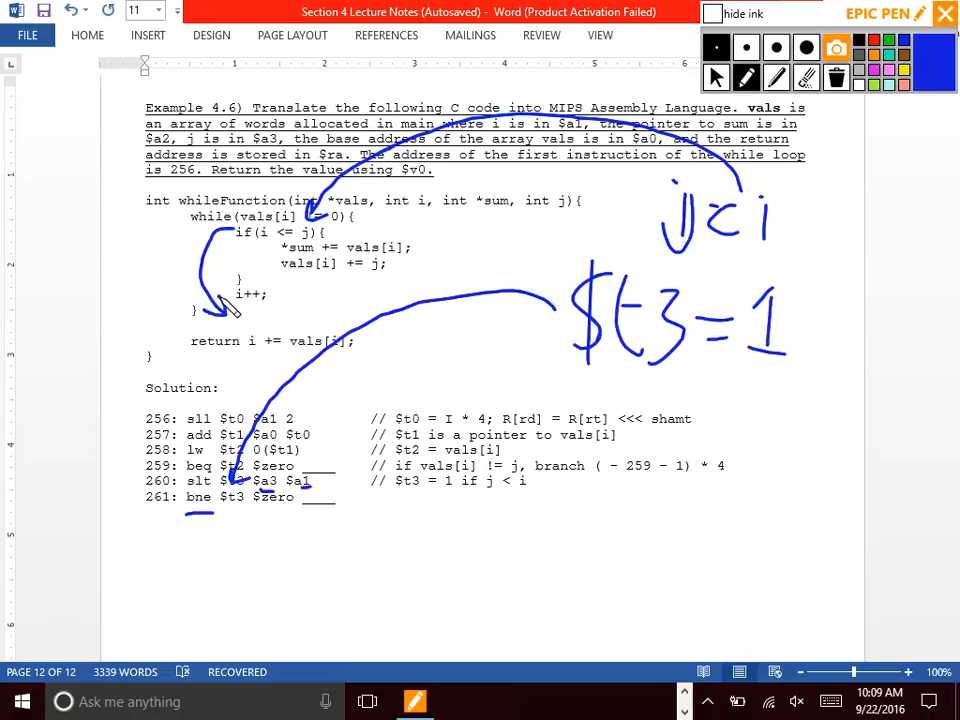 Section 4 Lecture Notes (Autosaved) - Word (Product Activation Failed)
11
hide ink
EPIC PEN
FILE HOME INSERT DESIGN PAGE LAYOUT REFERENCES MAILINGS REVIEW VIEW
1 2 3 4 5 6
Example 4.6) Translate the following C code into MIPS Assembly Language. vals is
an array of words allocated in main where i is in $a1, the pointer to sum is in
$a2, j is in $a3, the base address of the array vals is in $a0, and the return
address is stored in $ra. The address of the first instruction of the while loop
is 256. Return the value using $v0.
int whileFunction(int *vals, int i, int *sum, int j){
while(vals[i] != 0){
if(i <= j){
*sum += vals[i];
vals[i] += j;
}
i++;
}
return i += vals[i];
}
j < i
$t3 = 1
Solution:
256: sll $t0 $a1 2 // $t0 = I * 4; R[rd] = R[rt] <<< shamt
257: add $t1 $a0 $t0 // $t1 is a pointer to vals[i]
258: lw $t2 0($t1) // $t2 = vals[i]
259: beq $t2 $zero ____ // if vals[i] != j, branch ( - 259 - 1) * 4
260: slt $t3 $a3 $a1 // $t3 = 1 if j < i
261: bne $t3 $zero ____
PAGE 12 OF 12 3339 WORDS RECOVERED 100%
Ask me anything
10:09 AM
9/22/2016